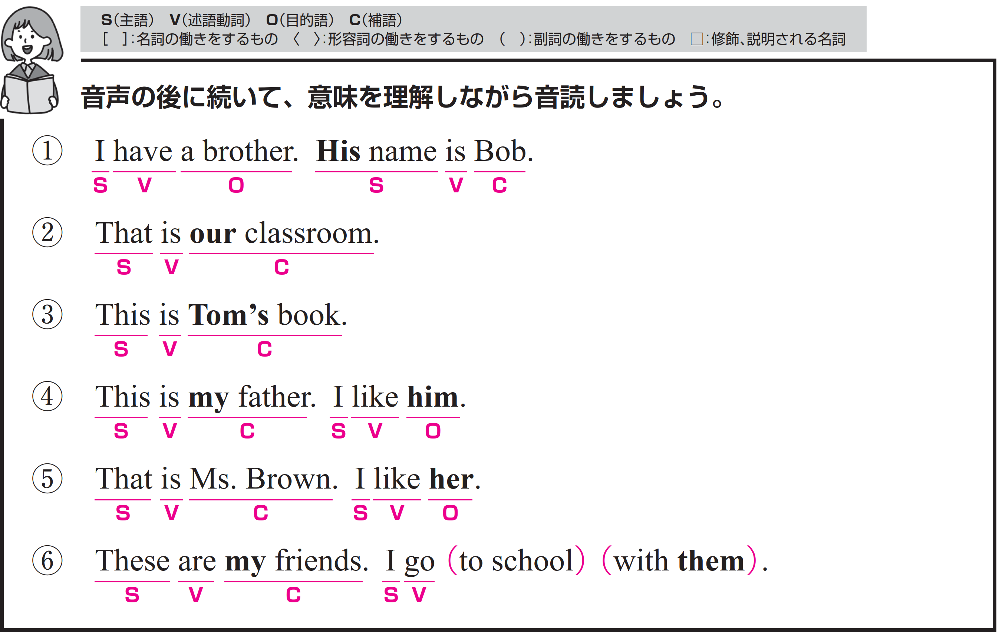 S（主語） V（述語動詞） O（目的語） C（補語）
［ ］：名詞の働きをするもの 〈 〉：形容詞の働きをするもの （ ）：副詞の働きをするもの □：修飾、説明される名詞
音声の後に続いて、意味を理解しながら音読しましょう。
① I have a brother. His name is Bob.
S V O S V C
② That is our classroom.
S V C
③ This is Tom’s book.
S V C
④ This is my father. I like him.
S V C S V O
⑤ That is Ms. Brown. I like her.
S V C S V O
⑥ These are my friends. I go （to school）（with them）.
S V C S V